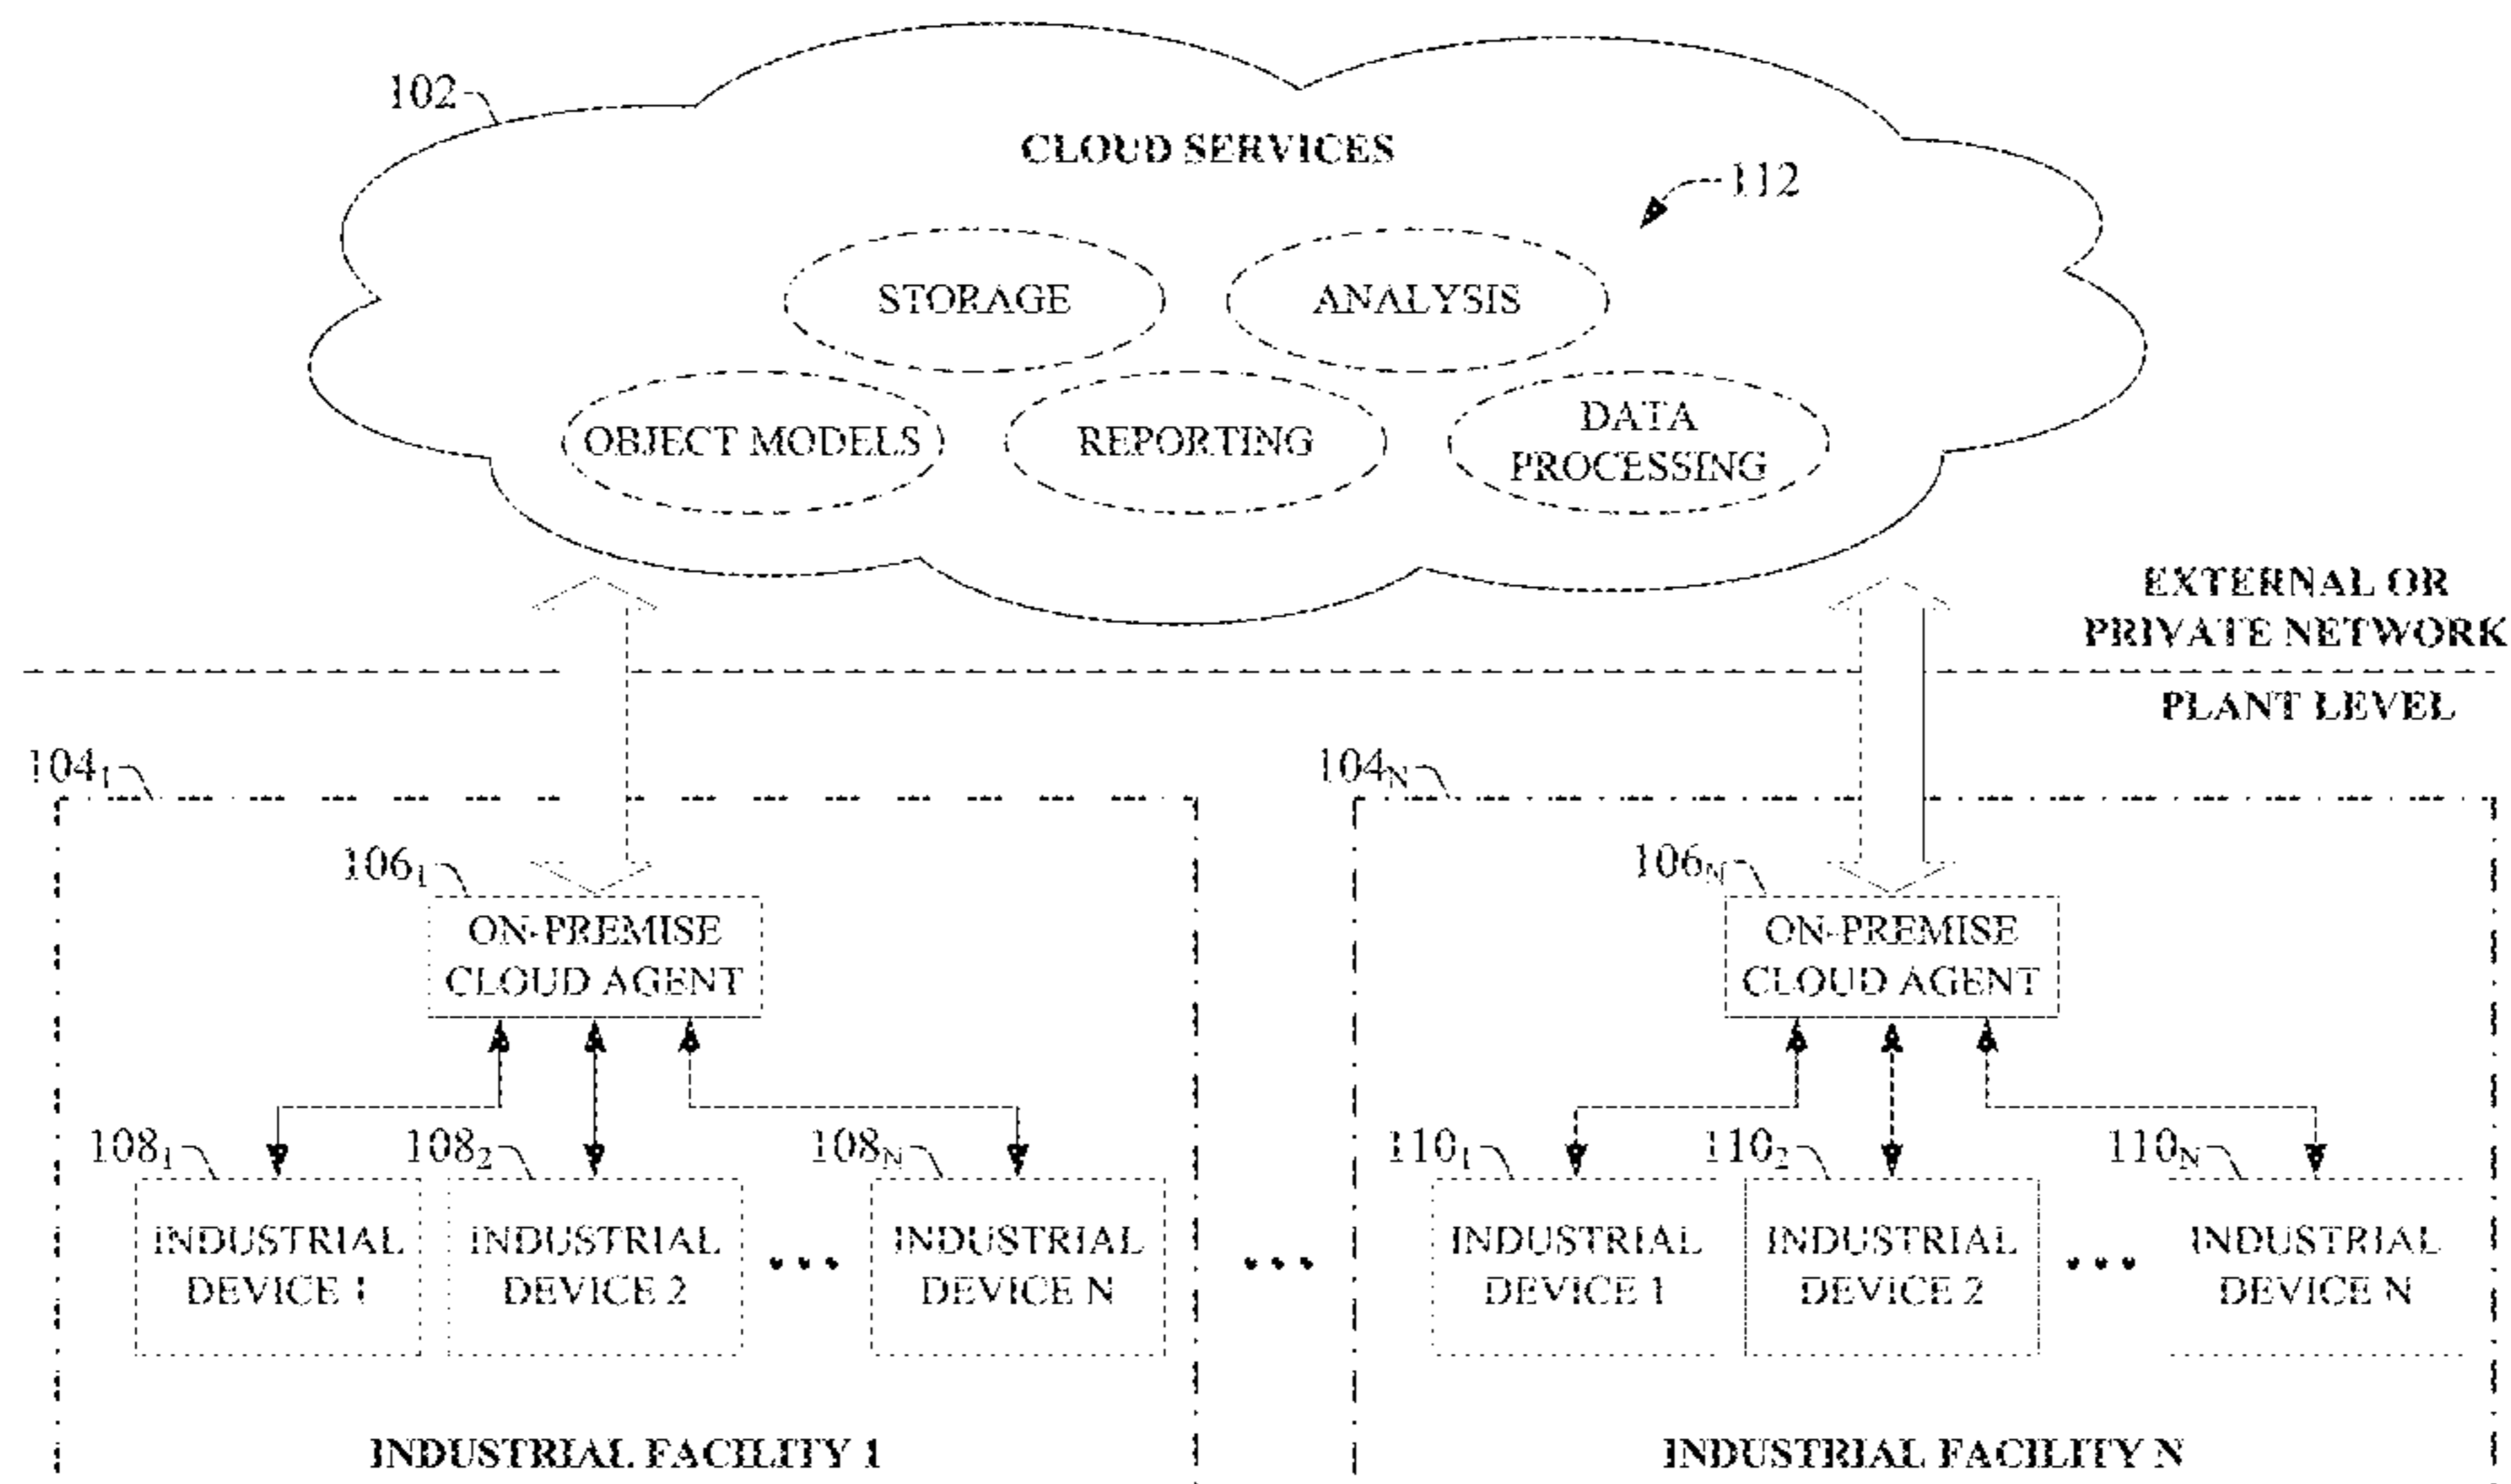 102
CLOUD SERVICES
112
STORAGE
ANALYSIS
OBJECT MODELS
REPORTING
DATA
PROCESSING
EXTERNAL OR
PRIVATE NETWORK
PLANT LEVEL
104₁
104N
106₁
106N
ON-PREMISE
CLOUD AGENT
ON-PREMISE
CLOUD AGENT
108₁
108₂
108N
110₁
110₂
110N
INDUSTRIAL
DEVICE 1
INDUSTRIAL
DEVICE 2
•••
INDUSTRIAL
DEVICE N
•••
INDUSTRIAL
DEVICE 1
INDUSTRIAL
DEVICE 2
•••
INDUSTRIAL
DEVICE N
INDUSTRIAL FACILITY 1
INDUSTRIAL FACILITY N